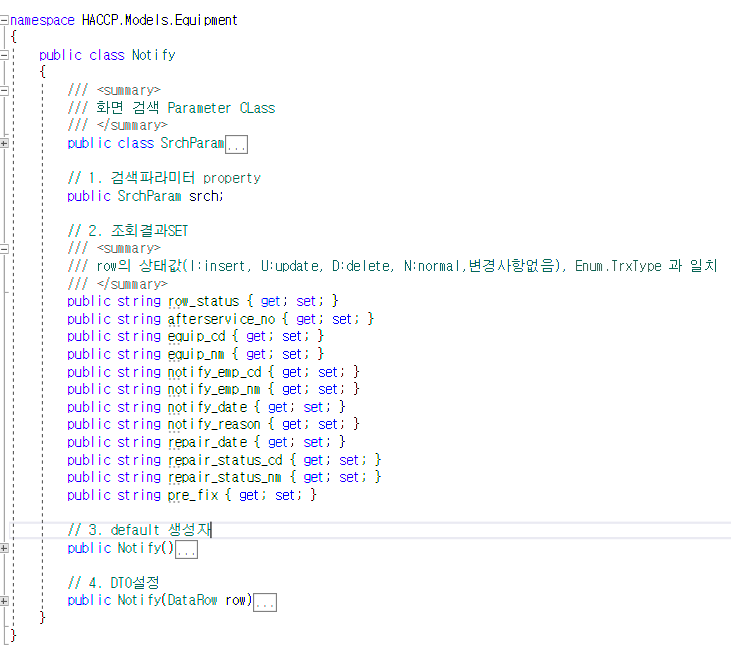 namespace HACCP.Models.Equipment
{
public class Notify
{
/// <summary>
/// 화면 검색 Parameter CLass
/// </summary>
public class SrchParam...
// 1. 검색파라미터 property
public SrchParam srch;
// 2. 조회결과SET
/// <summary>
/// row의 상태값(I:insert, U:update, D:delete, N:normal,변경사항없음), Enum.TrxType 과 일치
/// </summary>
public string row_status { get; set; }
public string afterservice_no { get; set; }
public string equip_cd { get; set; }
public string equip_nm { get; set; }
public string notify_emp_cd { get; set; }
public string notify_emp_nm { get; set; }
public string notify_date { get; set; }
public string notify_reason { get; set; }
public string repair_date { get; set; }
public string repair_status_cd { get; set; }
public string repair_status_nm { get; set; }
public string pre_fix { get; set; }
// 3. default 생성자
public Notify()...
// 4. DTO설정
public Notify(DataRow row)...
}
}